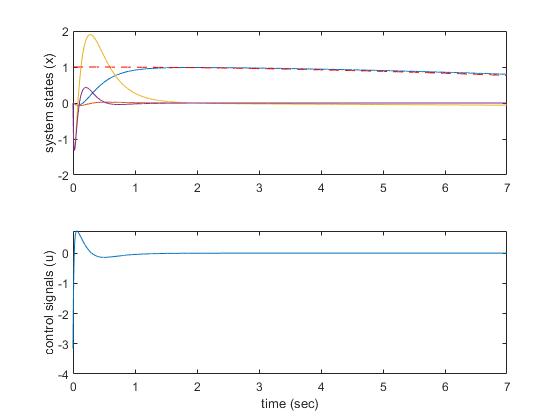 system states (x)
2
1
0
-1
-2
0 1 2 3 4 5 6 7
control signals (u)
0
-1
-2
-3
-4
0 1 2 3 4 5 6 7
time (sec)